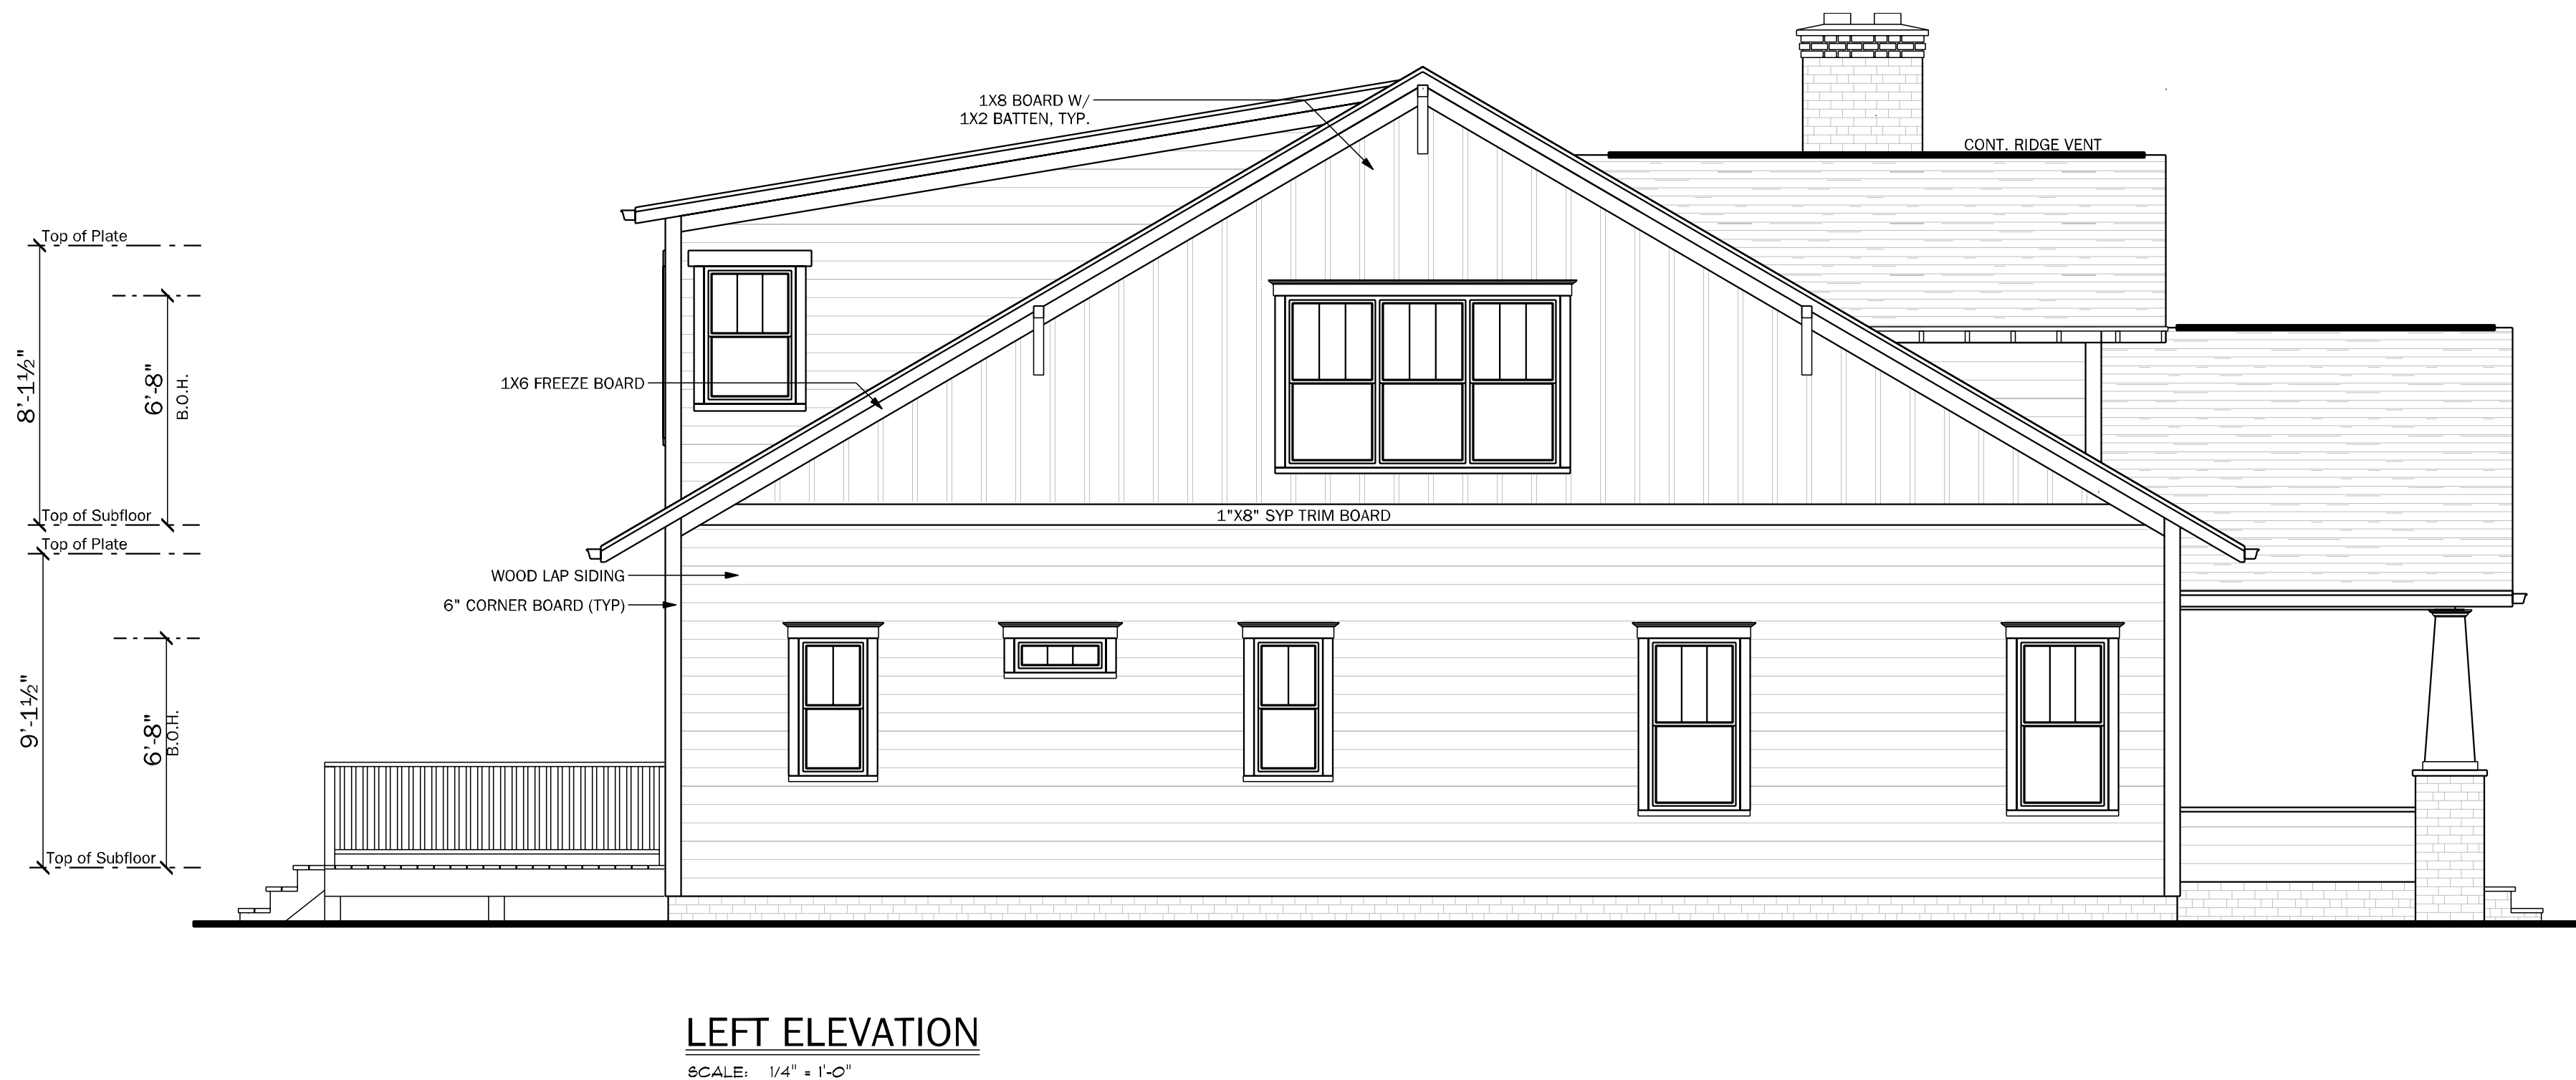 1X8 BOARD W/
1X2 BATTEN, TYP.
CONT. RIDGE VENT
Top of Plate
8'-1½"
6'-8"
B.O.H.
1X6 FREEZE BOARD
Top of Subfloor
1"X8" SYP TRIM BOARD
Top of Plate
WOOD LAP SIDING
6" CORNER BOARD (TYP)
9'-1½"
6'-8"
B.O.H.
Top of Subfloor
LEFT ELEVATION
SCALE: 1/4" = 1'-0"